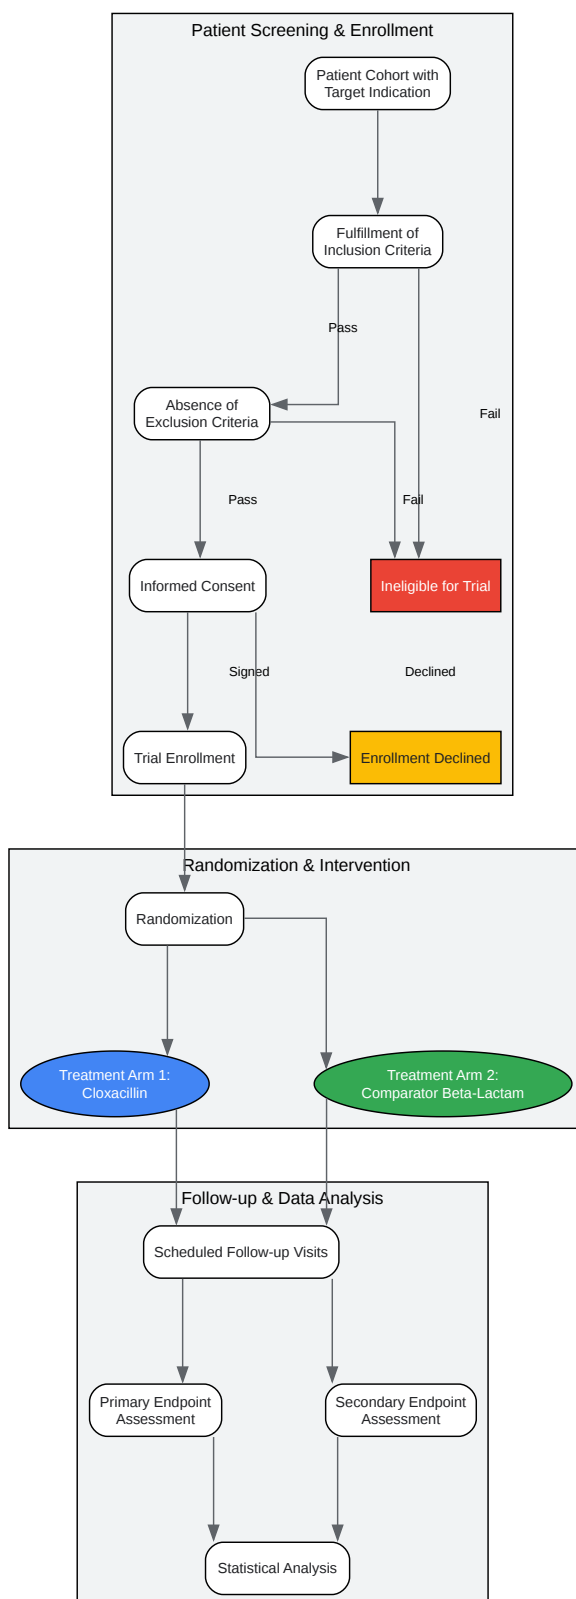 Patient Screening & Enrollment
Patient Cohort with
Target Indication
Fulfillment of
Inclusion Criteria
Pass
Absence of
Exclusion Criteria
Fail
Pass
Fail
Informed Consent
Ineligible for Trial
Signed
Declined
Trial Enrollment
Enrollment Declined
Randomization & Intervention
Randomization
Treatment Arm 1:
Cloxacillin
Treatment Arm 2:
Comparator Beta-Lactam
Follow-up & Data Analysis
Scheduled Follow-up Visits
Primary Endpoint
Assessment
Secondary Endpoint
Assessment
Statistical Analysis